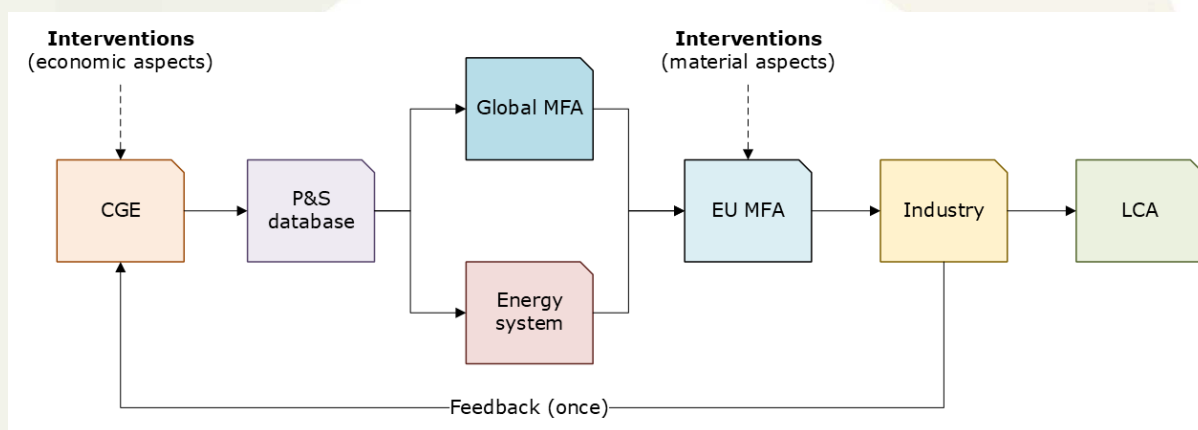 Interventions
(economic aspects)
Interventions
(material aspects)
Global MFA
CGE
P&S
database
EU MFA
Industry
LCA
Energy
system
Feedback (once)